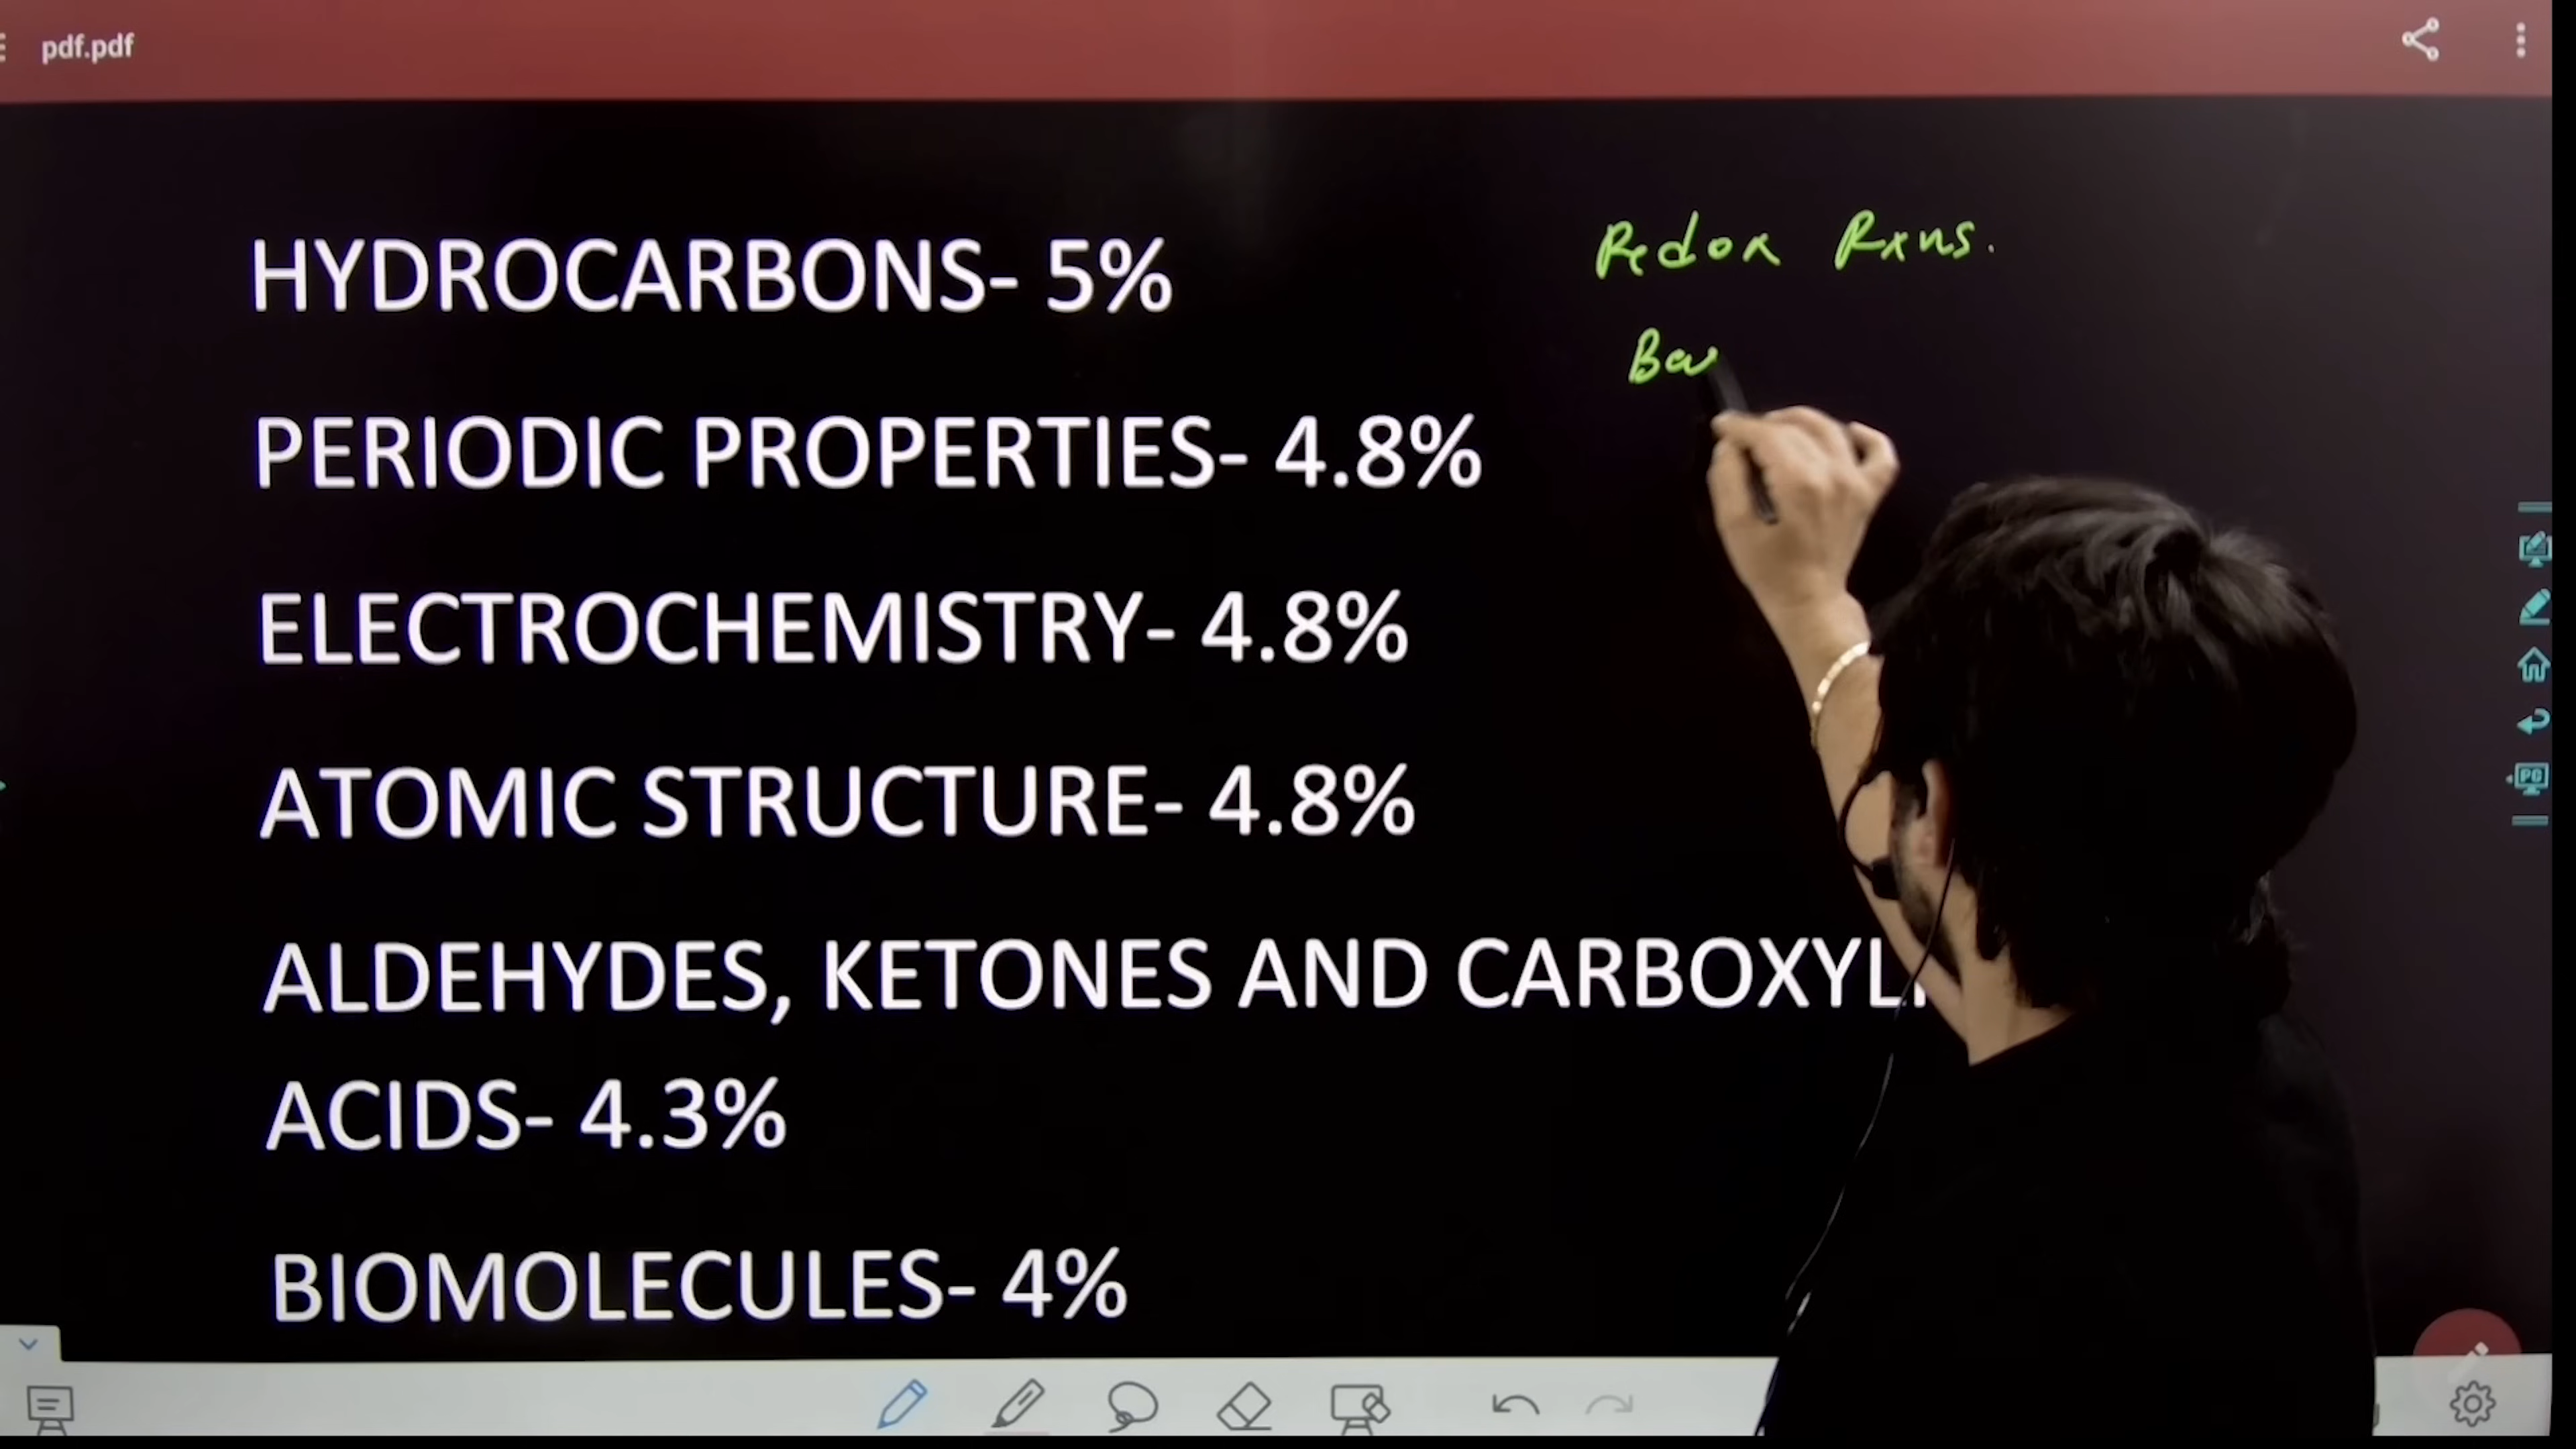 pdf.pdf
HYDROCARBONS- 5%
Redox Rxns.
PERIODIC PROPERTIES- 4.8%
ELECTROCHEMISTRY- 4.8%
ATOMIC STRUCTURE- 4.8%
PC
ALDEHYDES, KETONES AND
ACIDS- 4.3%
BIOMOLECULES- 4%